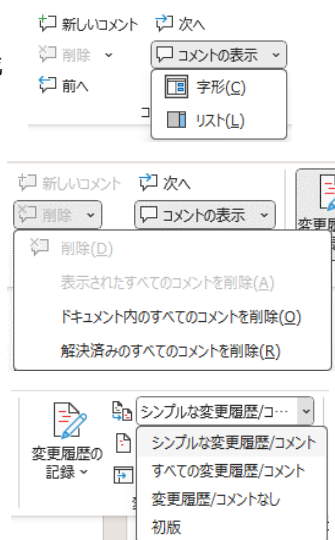 新しいコメント 次へ
削除 コメントの表示
前へ
字形(C)
リスト(L)
新しいコメント 次へ
削除 コメントの表示
削除(D)
表示されたすべてのコメントを削除(A)
ドキュメント内のすべてのコメントを削除(O)
解決済みのすべてのコメントを削除(R)
シンプルな変更履歴/コ…
変更履歴の
記録
シンプルな変更履歴/コメント
すべての変更履歴/コメント
変更履歴/コメントなし
初版